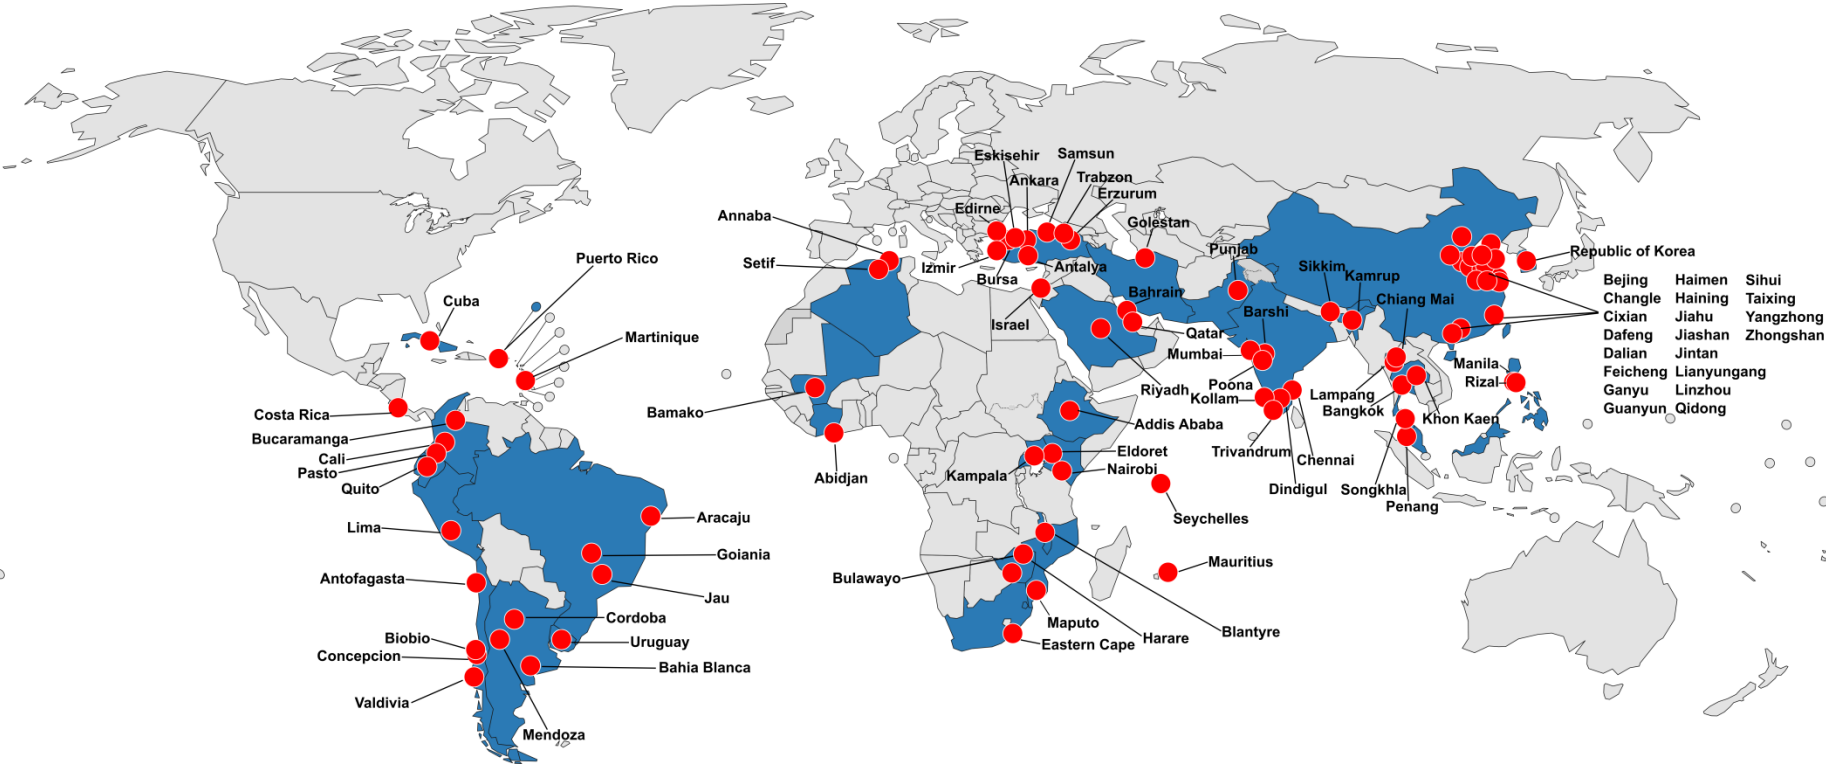 Eskisehir
Samsun
Ankara
Trabzon
Erzurum
Annaba
Edirne
Golestan
Punjab
Republic of Korea
Puerto Rico
Setif
Izmir
Antalya
Sikkim
Kamrup
Bursa
Bejing Haimen Sihui
Changle Haining Taixing
Cixian Jiahu Yangzhong
Dafeng Jiashan Zhongshan
Dalian Jintan
Feicheng Lianyungang
Ganyu Linzhou
Guanyun Qidong
Cuba
Bahrain
Chiang Mai
Barshi
Israel
Martinique
Qatar
Mumbai
Manila
Rizal
Riyadh
Poona
Kollam
Lampang
Bangkok
Khon Kaen
Costa Rica
Bamako
Addis Ababa
Bucaramanga
Cali
Pasto
Quito
Abidjan
Eldoret
Kampala
Nairobi
Trivandrum
Chennai
Dindigul
Songkhla
Penang
Lima
Aracaju
Seychelles
Goiania
Antofagasta
Bulawayo
Mauritius
Jau
Cordoba
Maputo
Biobio
Uruguay
Eastern Cape
Harare
Blantyre
Concepcion
Bahia Blanca
Valdivia
Mendoza